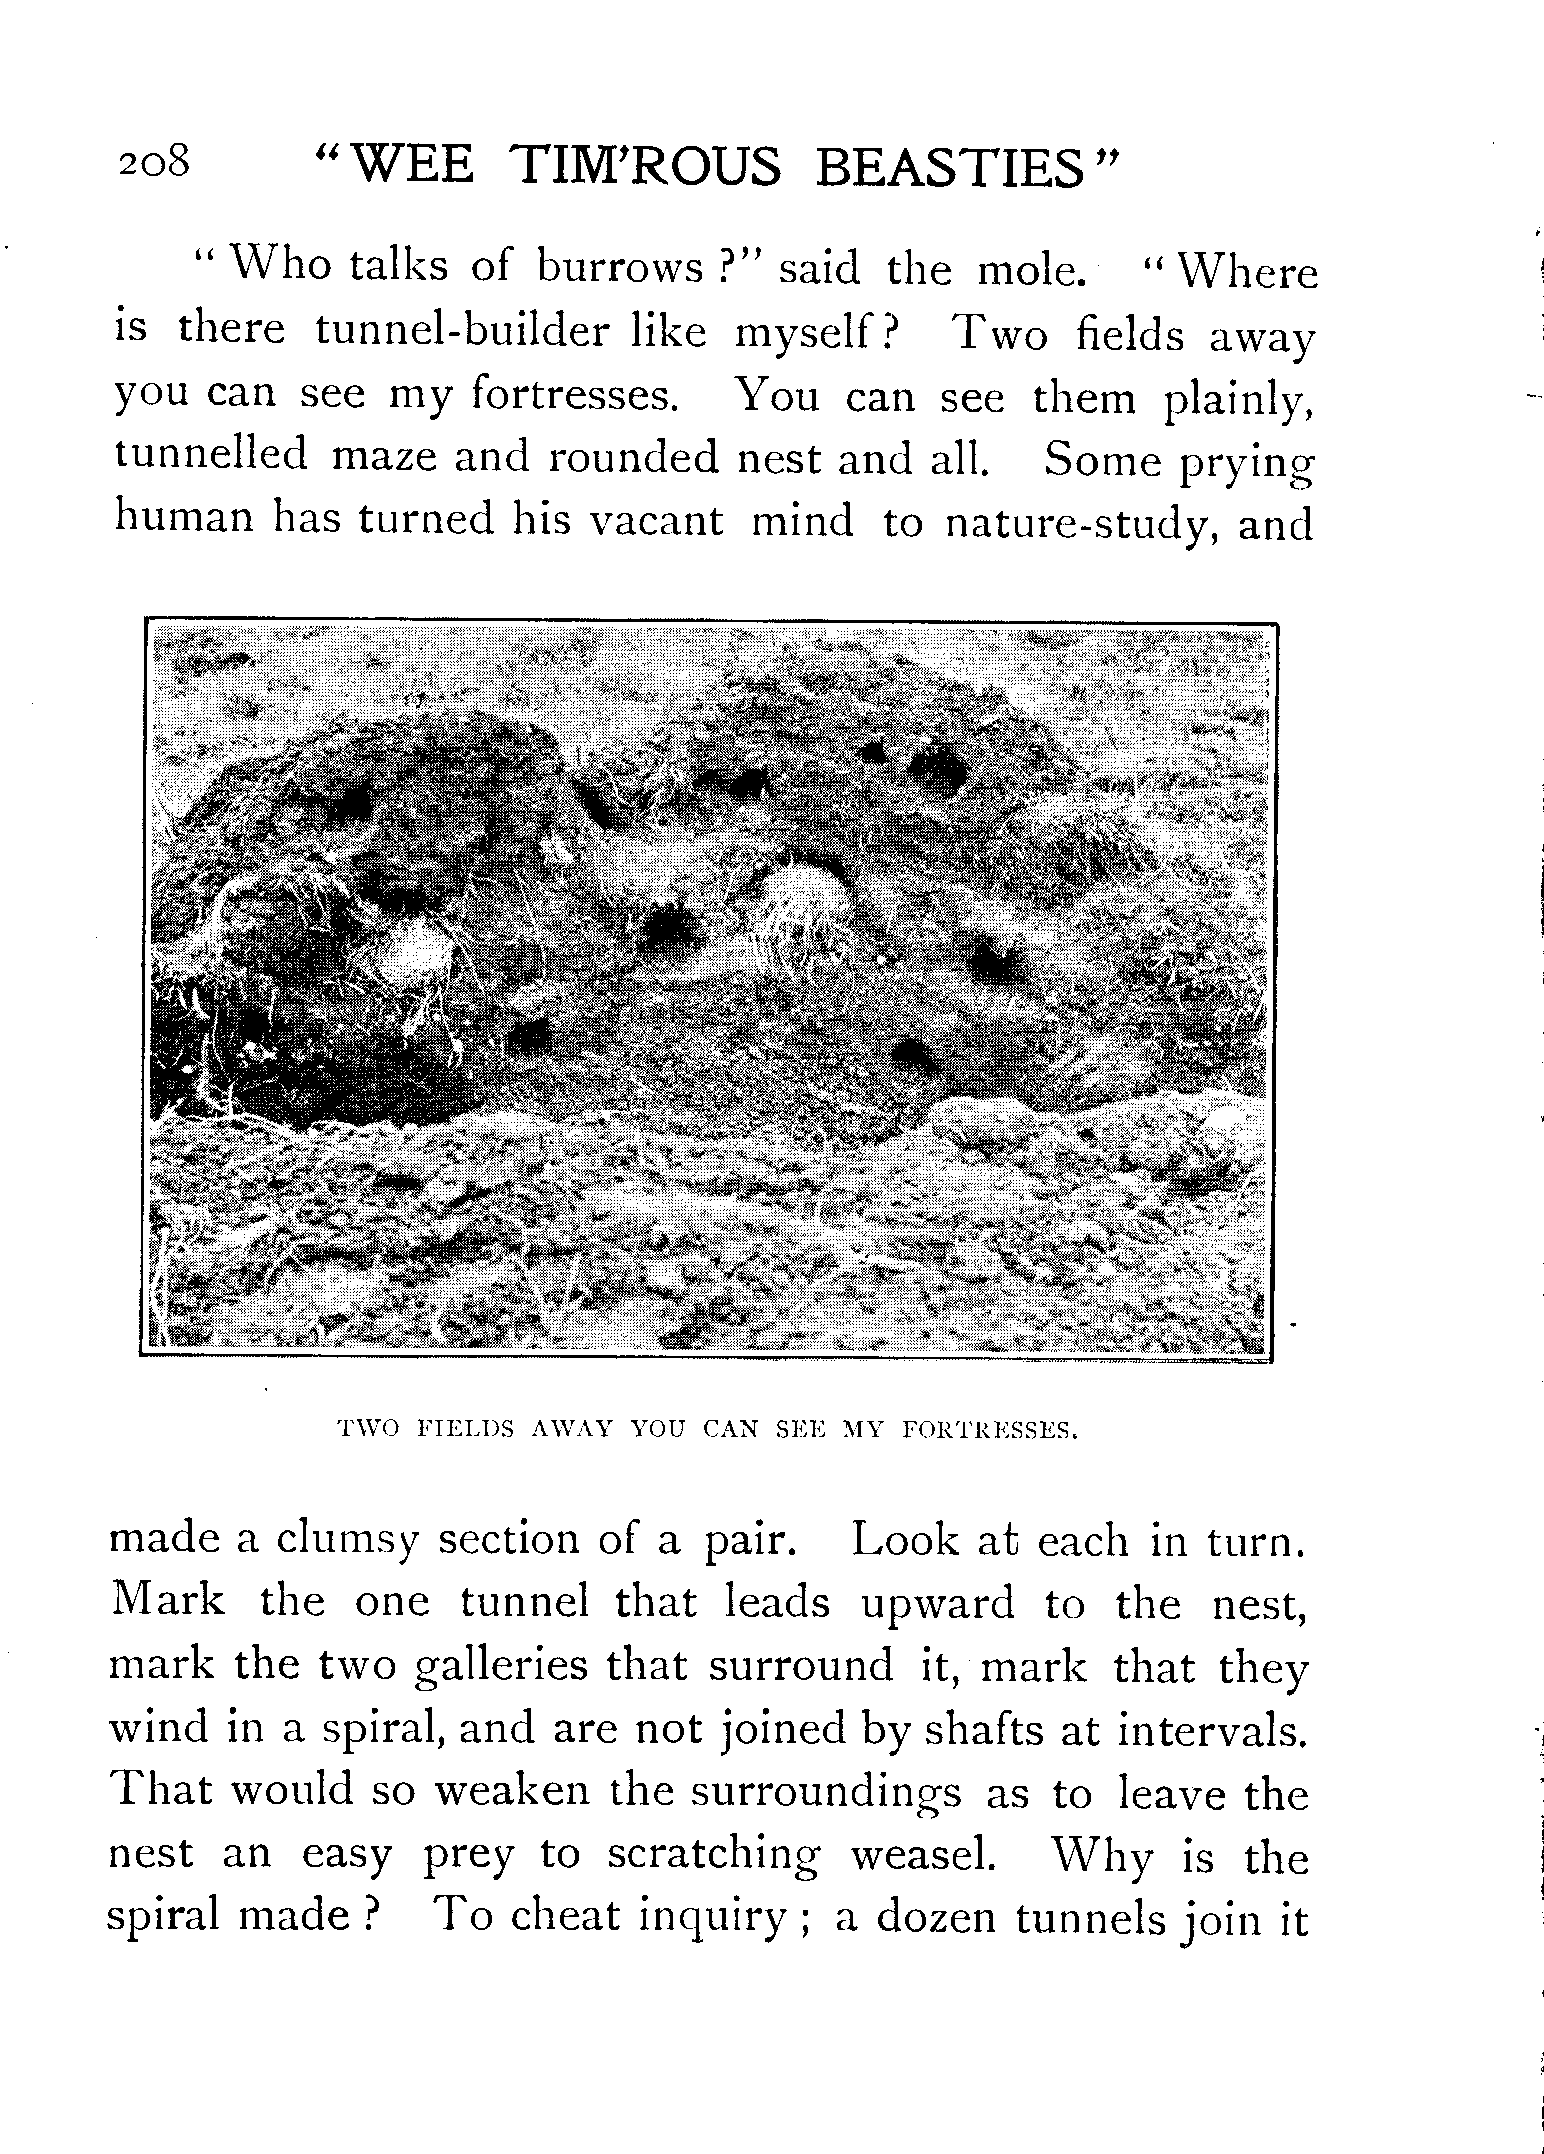 208 "WEE TIM'ROUS BEASTIES"
"Who talks of burrows?" said the mole. "Where
is there tunnel-builder like myself? Two fields away
you can see my fortresses. You can see them plainly,
tunnelled maze and rounded nest and all. Some prying
human has turned his vacant mind to nature-study, and
TWO FIELDS AWAY YOU CAN SEE MY FORTRESSES.
made a clumsy section of a pair. Look at each in turn.
Mark the one tunnel that leads upward to the nest,
mark the two galleries that surround it, mark that they
wind in a spiral, and are not joined by shafts at intervals.
That would so weaken the surroundings as to leave the
nest an easy prey to scratching weasel. Why is the
spiral made? To cheat inquiry; a dozen tunnels join it